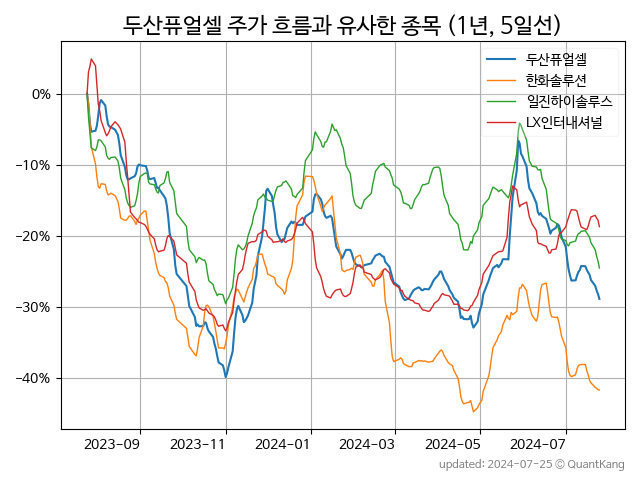 두산퓨얼셀 주가 흐름과 유사한 종목 (1년, 5일선)
두산퓨얼셀
한화솔루션
일진하이솔루스
LX인터내셔널
0%
−10%
−20%
−30%
−40%
2023-09 2023-11 2024-01 2024-03 2024-05 2024-07
updated: 2024-07-25 © QuantKang